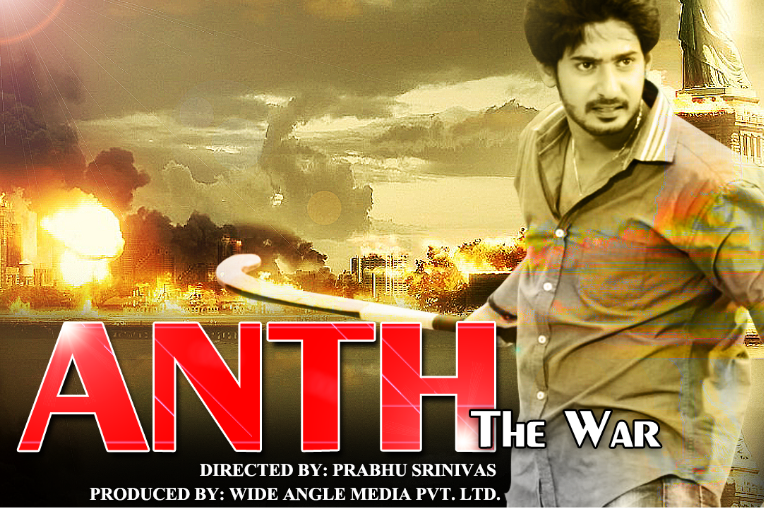 ANTH
The War
DIRECTED BY: PRABHU SRINIVAS
PRODUCED BY: WIDE ANGLE MEDIA PVT. LTD.